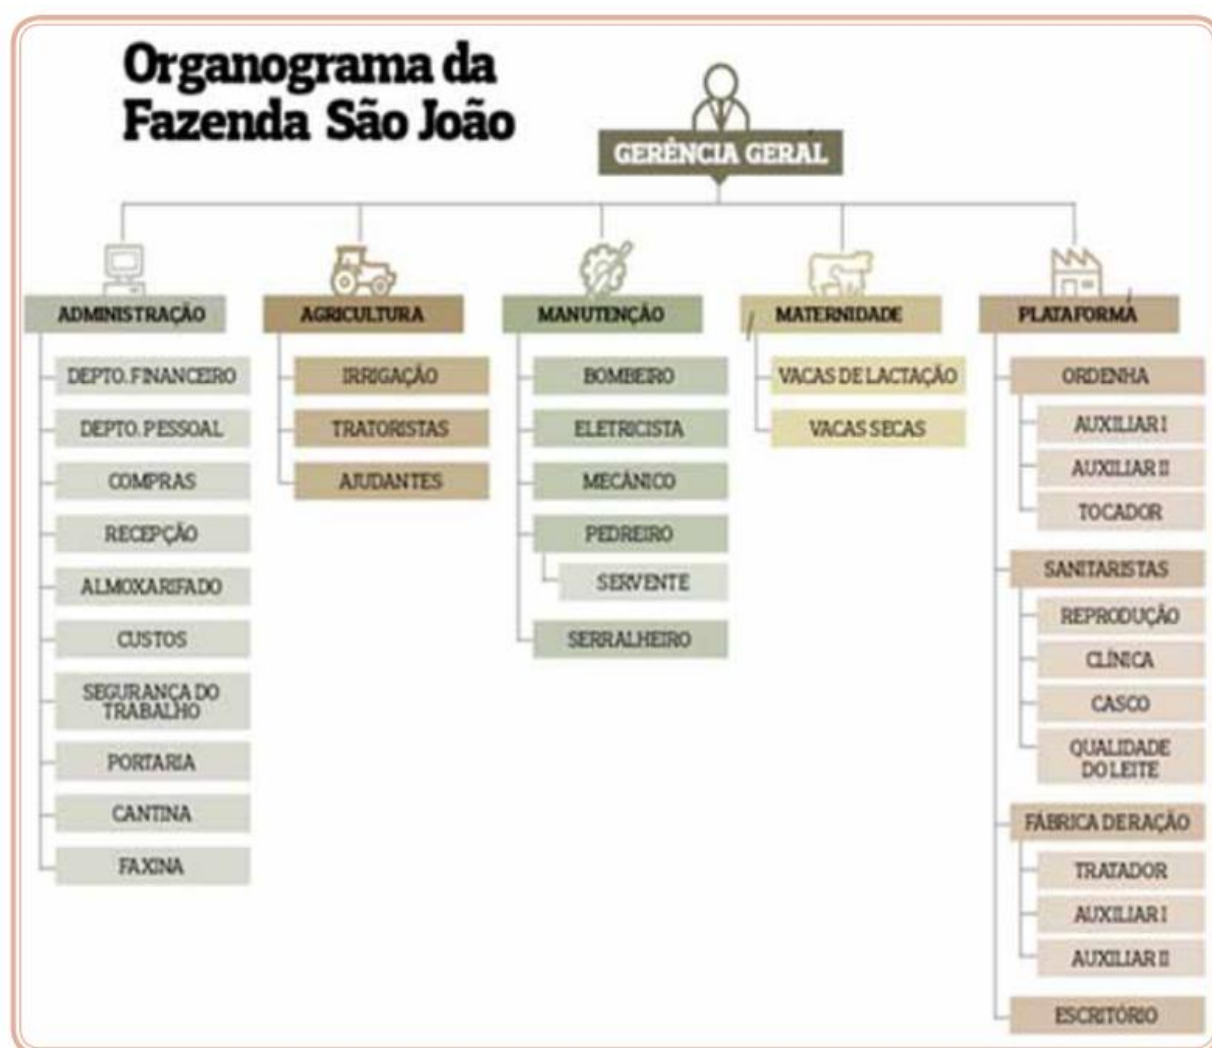 Organograma da
Fazenda São João
GERÊNCIA GERAL
ADMINISTRAÇÃO
DEPTO. FINANCEIRO
DEPTO. PESSOAL
COMPRAS
RECEPÇÃO
ALMOXARIFADO
CUSTOS
SEGURANÇA DO
TRABALHO
PORTARIA
CANTINA
FAXINA
AGRICULTURA
IRRIGAÇÃO
TRATORISTAS
AJUDANTES
MANUTENÇÃO
BOMBEIRO
ELETRICISTA
MECÂNICO
PEDREIRO
SERVENTE
SERRALHEIRO
MATERNIDADE
VACAS DE LACTAÇÃO
VACAS SECAS
PLATAFORMA
ORDENHA
AUXILIAR I
AUXILIAR II
TOCADOR
SANITARISTAS
REPRODUÇÃO
CLÍNICA
CASCO
QUALIDADE
DO LEITE
FÁBRICA DE RAÇÃO
TRATADOR
AUXILIAR I
AUXILIAR II
ESCRITÓRIO